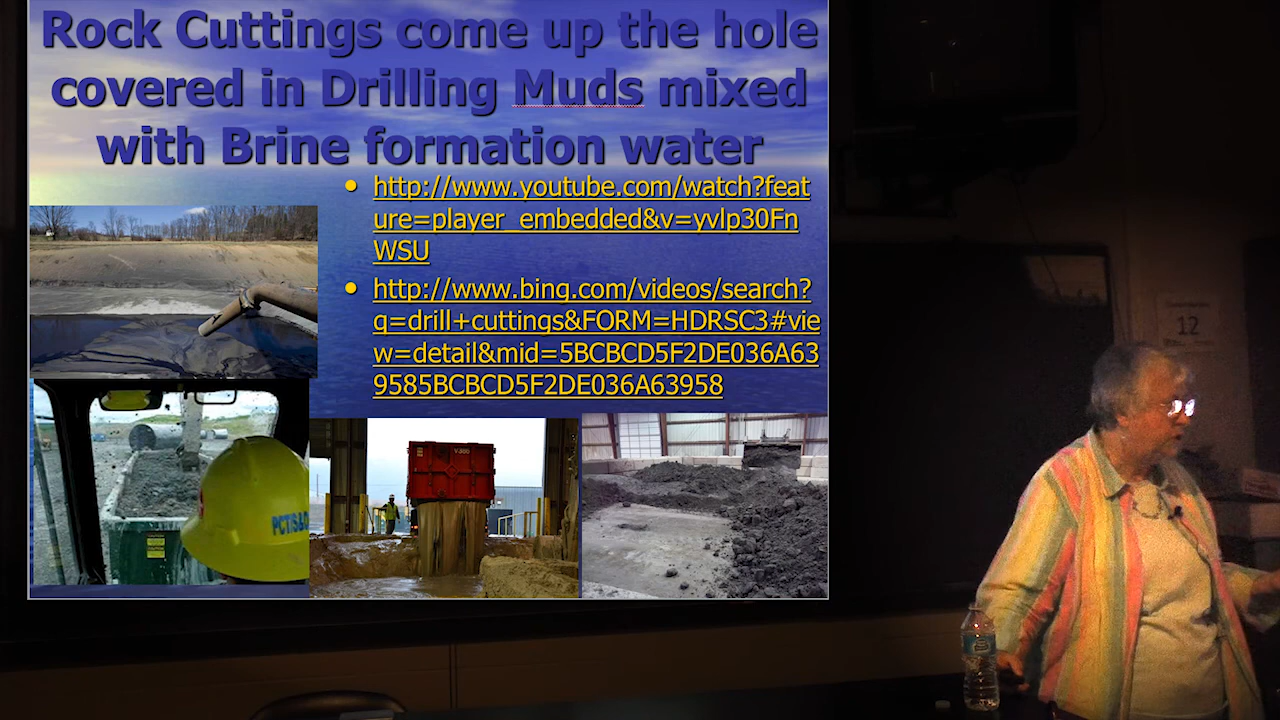 Rock Cuttings come up the hole
covered in Drilling Muds mixed
with Brine formation water
• http://www.youtube.com/watch?feat
ure=player_embedded&v=yvlp30Fn
WSU
• http://www.bing.com/videos/search?
q=drill+cuttings&FORM=HDRSC3#vie
w=detail&mid=5BCBCD5F2DE036A63
9585BCBCD5F2DE036A63958
V300
12